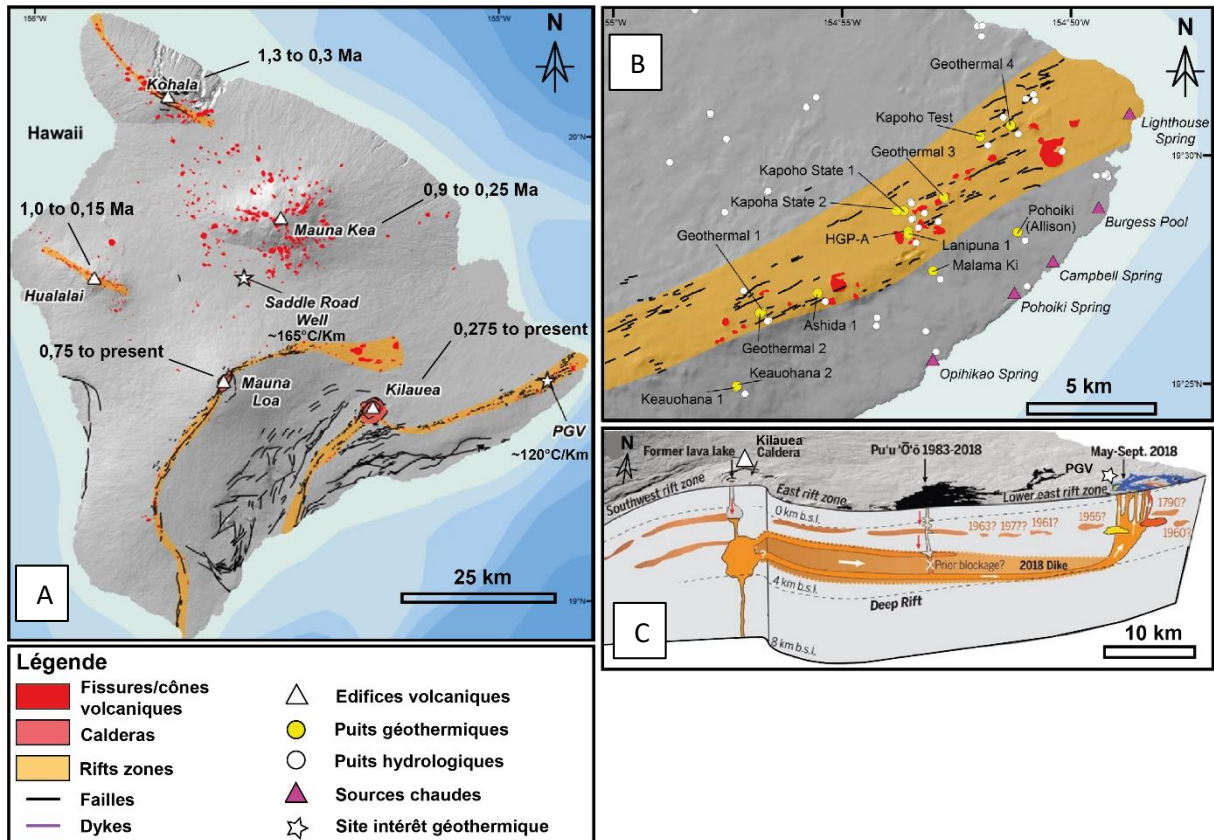 156°W
155°W
N
1,3 to 0,3 Ma
Kohala
Hawaii
20°N
0,9 to 0,25 Ma
1,0 to 0,15 Ma
Mauna Kea
Hualalai
Saddle Road
Well
~165°C/Km
0,275 to present
0,75 to present
Mauna
Loa
Kilauea
PGV
~120°C/Km
25 km
A
19°N
B
154°55'W
154°50'W
N
Geothermal 4
Kapoho Test
Lighthouse
Spring
Geothermal 3
19°30'N
Kapoho State 1
Kapoha State 2
Pohoiki
(Allison)
Burgess Pool
Geothermal 1
HGP-A
Lanipuna 1
Malama Ki
Campbell Spring
Pohoiki Spring
Ashida 1
Geothermal 2
Opihikao Spring
Keauohana 2
Keauohana 1
19°25'N
5 km
N
Former lava lake
Kilauea
Caldera
Pu'u 'Ō'ō 1983-2018
May-Sept. 2018
PGV
Southwest rift zone
East rift zone
Lower east rift zone
0 km b.s.l.
1963?
1977?
1961?
1955?
1790?
1960?
?
Prior blockage?
2018 Dike
4 km b.s.l.
Deep Rift
8 km b.s.l.
C
10 km
Légende
Fissures/cônes
volcaniques
Calderas
Rifts zones
Failles
Dykes
Edifices volcaniques
Puits géothermiques
Puits hydrologiques
Sources chaudes
Site intérêt géothermique